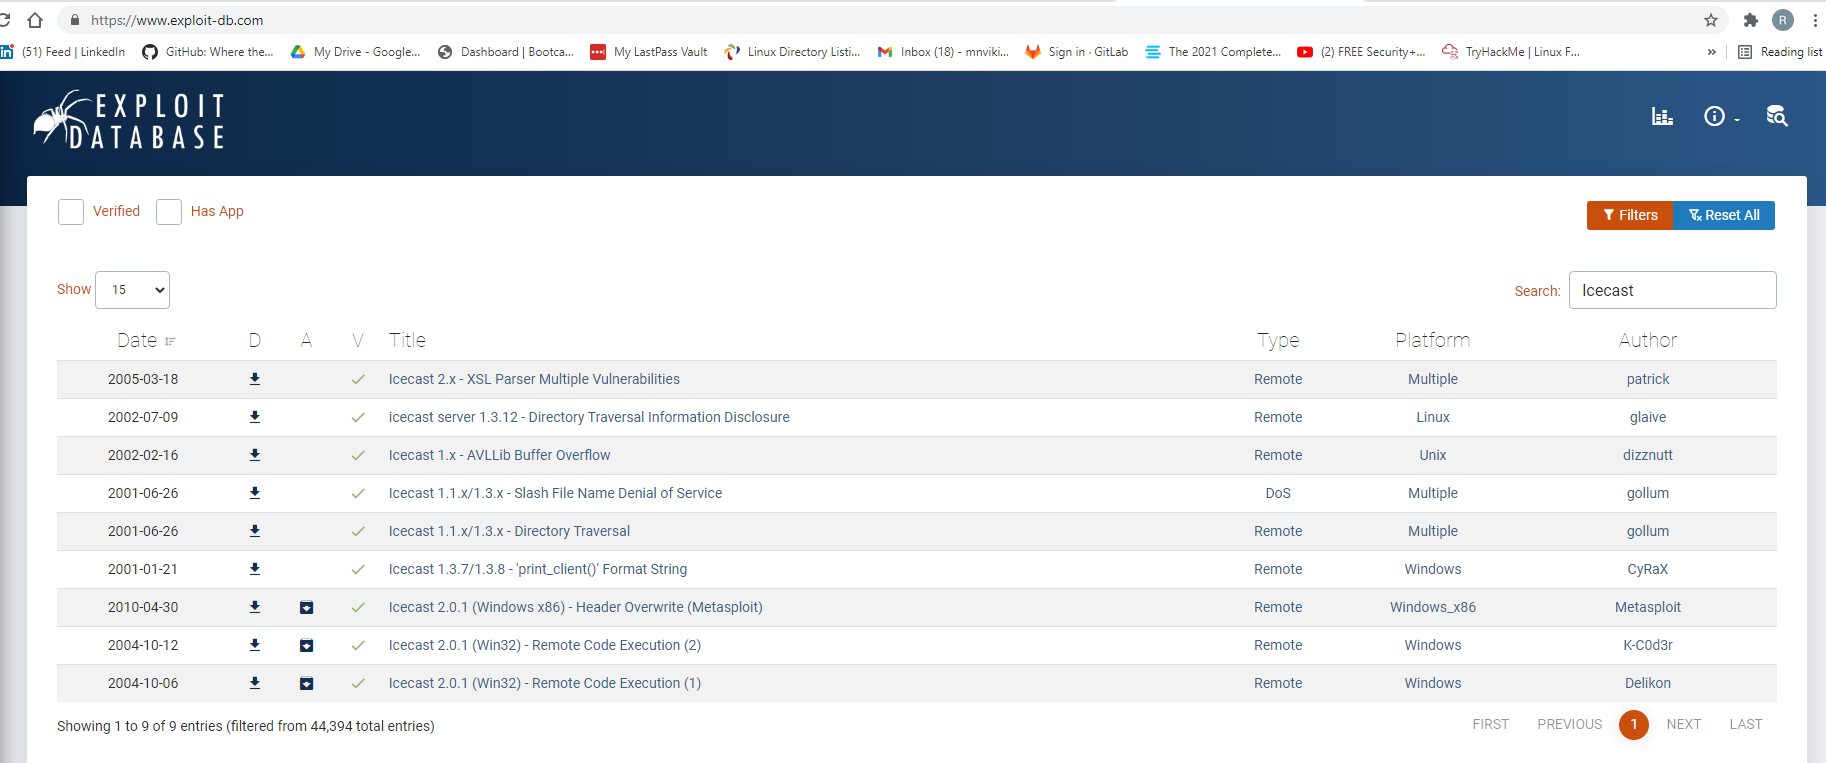 https://www.exploit-db.com
R
(51) Feed | LinkedIn GitHub: Where the... My Drive - Google... Dashboard | Bootca... My LastPass Vault Linux Directory Listi... Inbox (18) - mnviki... Sign in · GitLab The 2021 Complete... (2) FREE Security+... TryHackMe | Linux F... » Reading list
EXPLOIT
DATABASE
Verified Has App Filters Reset All
Show 15 Search: Icecast
Date D A V Title Type Platform Author
2005-03-18 Icecast 2.x - XSL Parser Multiple Vulnerabilities Remote Multiple patrick
2002-07-09 icecast server 1.3.12 - Directory Traversal Information Disclosure Remote Linux glaive
2002-02-16 Icecast 1.x - AVLLib Buffer Overflow Remote Unix dizznutt
2001-06-26 Icecast 1.1.x/1.3.x - Slash File Name Denial of Service DoS Multiple gollum
2001-06-26 Icecast 1.1.x/1.3.x - Directory Traversal Remote Multiple gollum
2001-01-21 Icecast 1.3.7/1.3.8 - 'print_client()' Format String Remote Windows CyRaX
2010-04-30 Icecast 2.0.1 (Windows x86) - Header Overwrite (Metasploit) Remote Windows_x86 Metasploit
2004-10-12 Icecast 2.0.1 (Win32) - Remote Code Execution (2) Remote Windows K-C0d3r
2004-10-06 Icecast 2.0.1 (Win32) - Remote Code Execution (1) Remote Windows Delikon
Showing 1 to 9 of 9 entries (filtered from 44,394 total entries) FIRST PREVIOUS 1 NEXT LAST